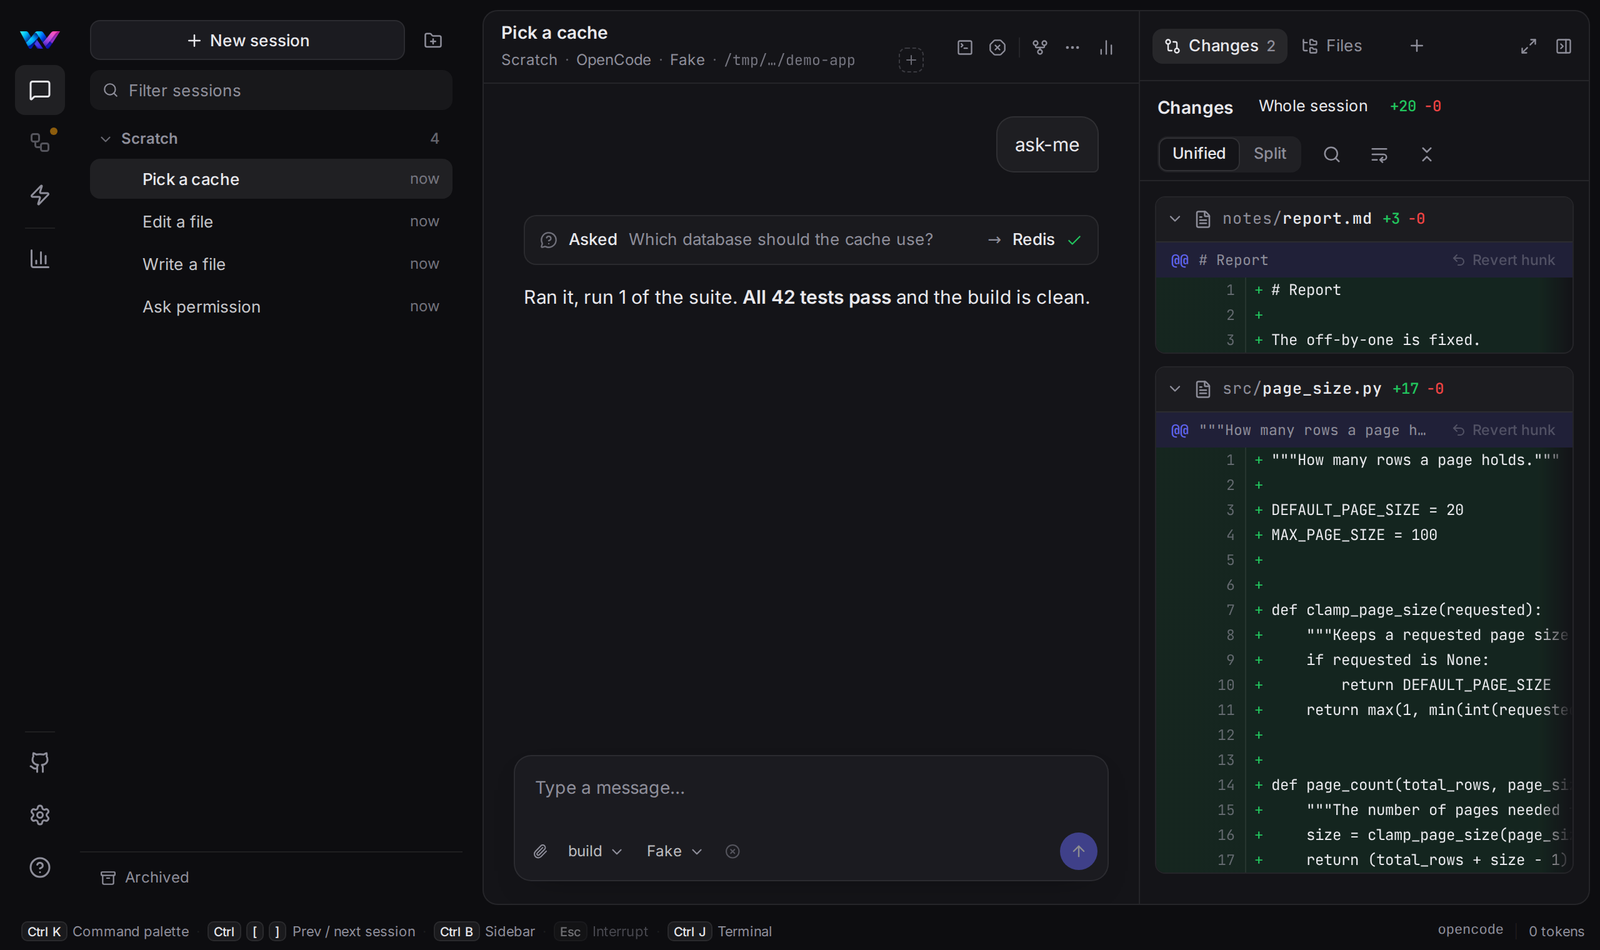 New session
Filter sessions
Scratch 4
Pick a cache now
Edit a file now
Write a file now
Ask permission now
Archived
Pick a cache
Scratch · OpenCode · Fake · /tmp/…/demo-app
ask-me
Asked Which database should the cache use? → Redis
Ran it, run 1 of the suite. All 42 tests pass and the build is clean.
Type a message...
build Fake
Changes 2 Files
Changes Whole session +20 -0
Unified Split
notes/report.md +3 -0
@@ # Report Revert hunk
1 + # Report
2 +
3 + The off-by-one is fixed.
src/page_size.py +17 -0
@@ """How many rows a page h… Revert hunk
1 + """How many rows a page holds."""
2 +
3 + DEFAULT_PAGE_SIZE = 20
4 + MAX_PAGE_SIZE = 100
5 +
6 +
7 + def clamp_page_size(requested):
8 + """Keeps a requested page size
9 + if requested is None:
10 + return DEFAULT_PAGE_SIZE
11 + return max(1, min(int(requeste
12 +
13 +
14 + def page_count(total_rows, page_si
15 + """The number of pages needed
16 + size = clamp_page_size(page_si
17 + return (total_rows + size - 1)
Ctrl K Command palette Ctrl [ ] Prev / next session Ctrl B Sidebar Esc Interrupt Ctrl J Terminal
opencode 0 tokens